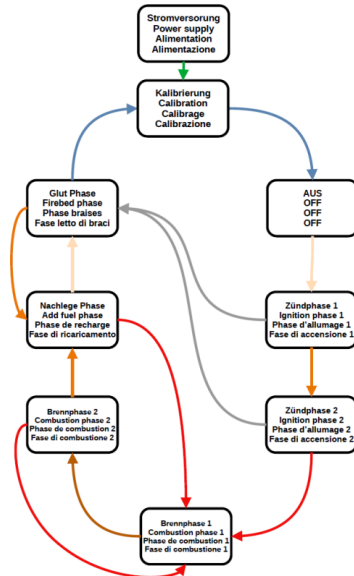 Stromversorung
Power supply
Alimentation
Alimentazione
Kalibrierung
Calibration
Calibrage
Calibrazione
Glut Phase
Firebed phase
Phase braises
Fase letto di braci
AUS
OFF
OFF
OFF
Nachlege Phase
Add fuel phase
Phase de recharge
Fase di ricaricamento
Zündphase 1
Ignition phase 1
Phase d'allumage 1
Fase di accensione 1
Brennphase 2
Combustion phase 2
Phase de combustion 2
Fase di combustione 2
Zündphase 2
Ignition phase 2
Phase d'allumage 2
Fase di accensione 2
Brennphase 1
Combustion phase 1
Phase de combustion 1
Fase di combustione 1